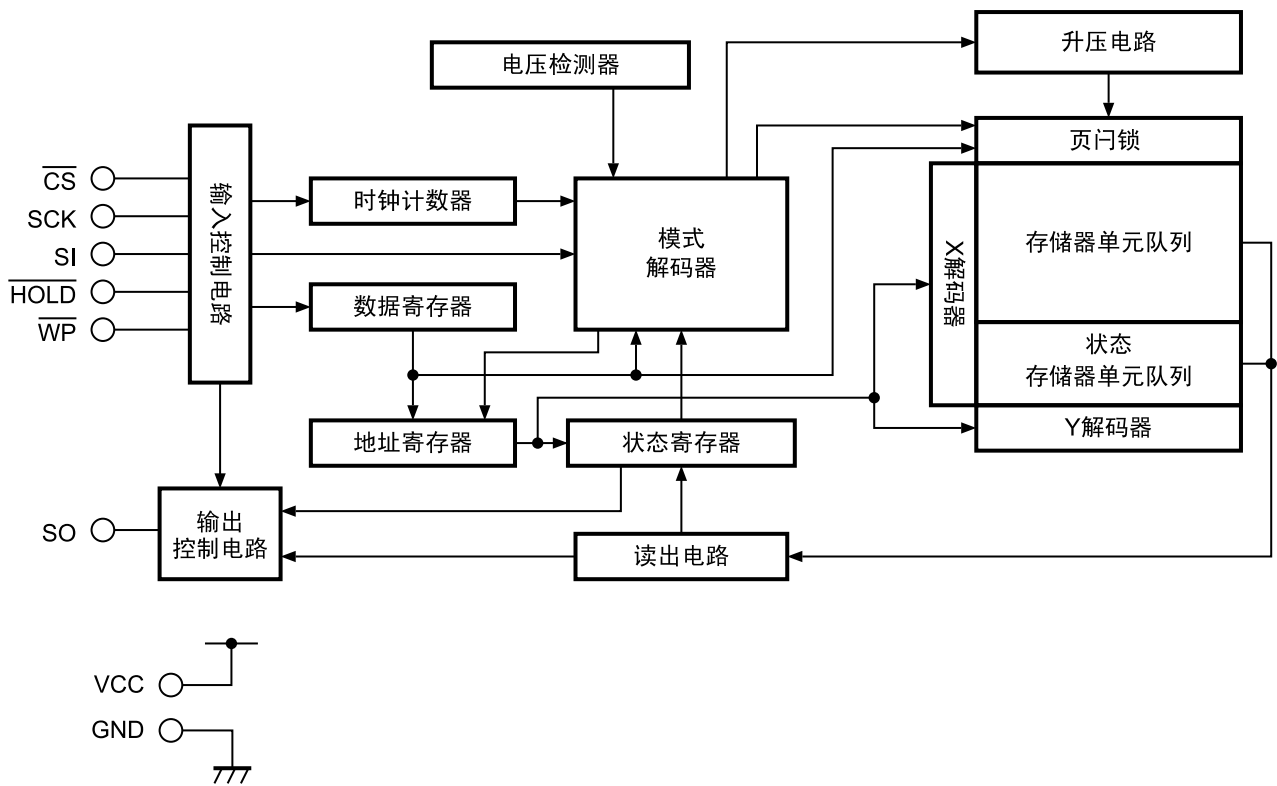 升压电路
电压检测器
页闩锁
CS
SCK
SI
HOLD
WP
输入控制电路
时钟计数器
模式
解码器
数据寄存器
X解码器
存储器单元队列
状态
存储器单元队列
Y解码器
地址寄存器
状态寄存器
SO
输出
控制电路
读出电路
VCC
GND